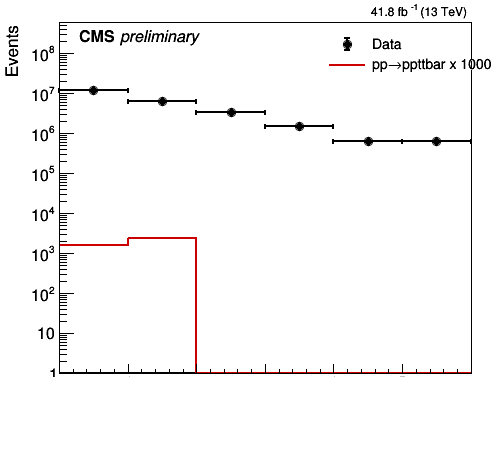 41.8 fb⁻¹ (13 TeV)
CMS preliminary
Events
Data
pp→ppttbar x 1000
10⁸
10⁷
10⁶
10⁵
10⁴
10³
10²
10
1